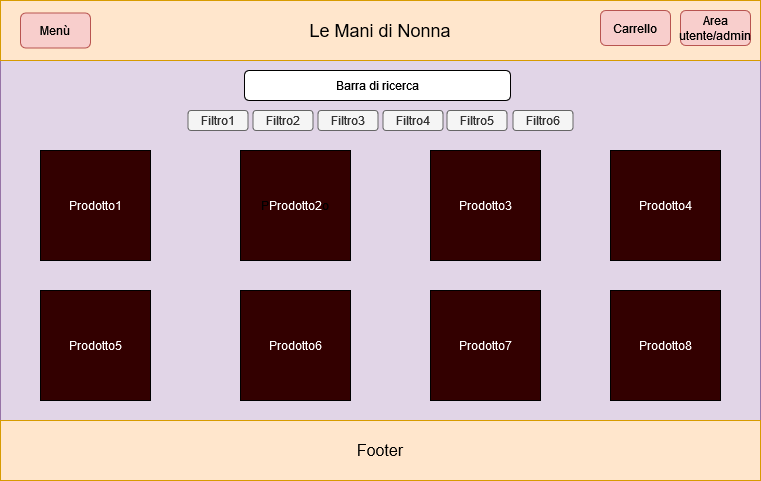 Menù
Le Mani di Nonna
Carrello
Area
utente/admin
Barra di ricerca
Filtro1
Filtro2
Filtro3
Filtro4
Filtro5
Filtro6
Prodotto1
Prodotto2
Prodotto3
Prodotto4
Prodotto5
Prodotto6
Prodotto7
Prodotto8
Footer